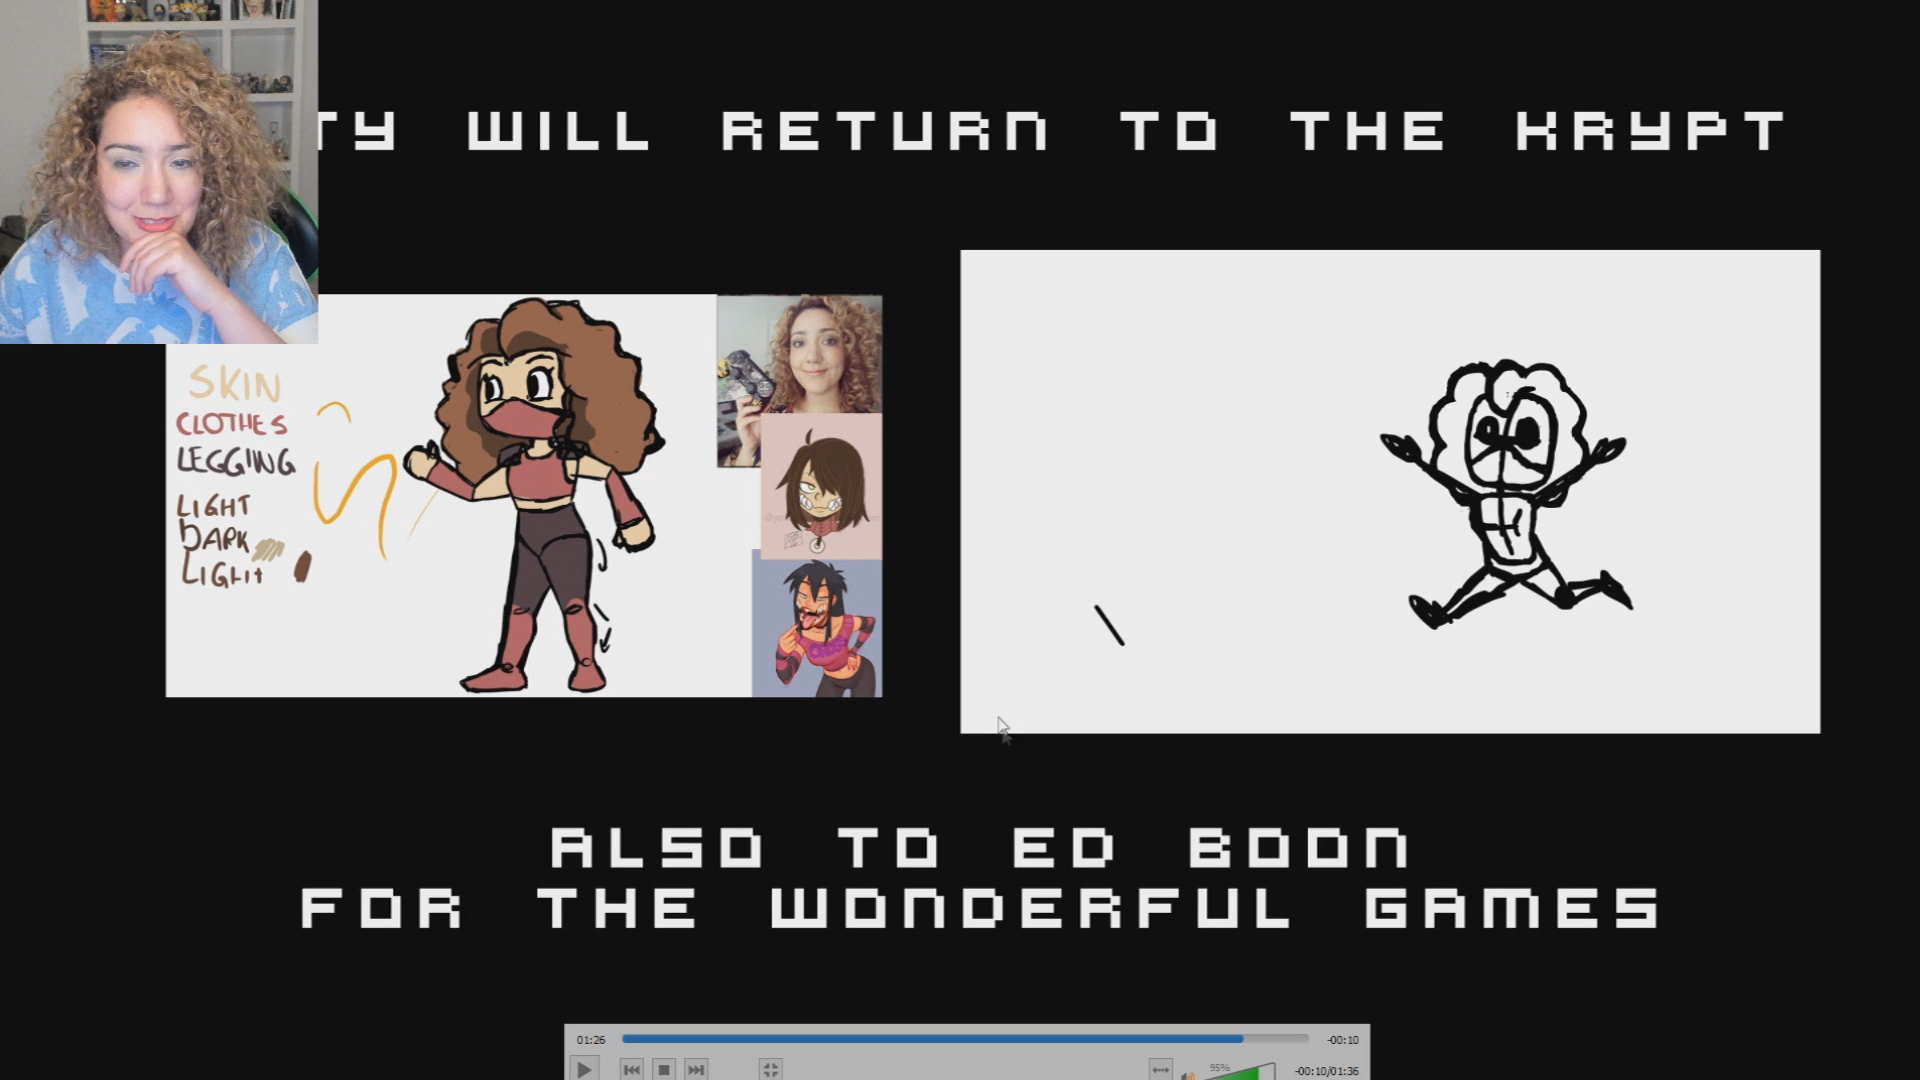 TY WILL RETURN TO THE KRYPT
SKIN
CLOTHES
LEGGING
LIGHT
DARK
LIGHT
ALSO TO ED BOON
FOR THE WONDERFUL GAMES
01:26
-00:10
95%
-00:10/01:36